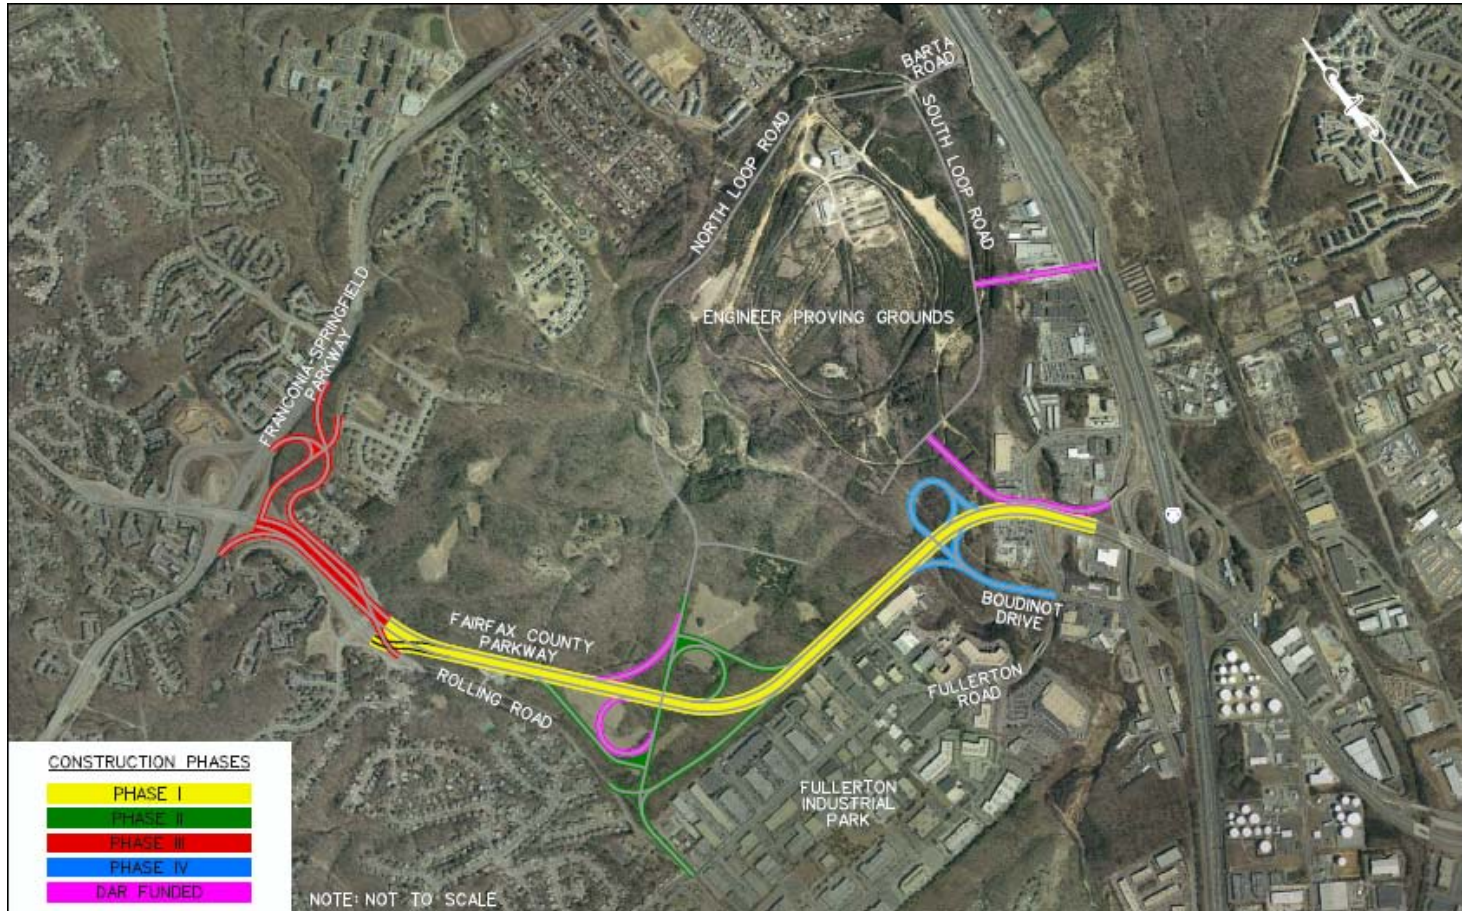 BARTA
ROAD
NORTH LOOP ROAD
SOUTH LOOP ROAD
FRANCONIA-SPRINGFIELD
PARKWAY
ENGINEER PROVING GROUNDS
FAIRFAX COUNTY
PARKWAY
ROLLING ROAD
BOUDINOT
DRIVE
FULLERTON
ROAD
FULLERTON
INDUSTRIAL
PARK
CONSTRUCTION PHASES
PHASE I
PHASE II
PHASE III
PHASE IV
DAR FUNDED
NOTE: NOT TO SCALE